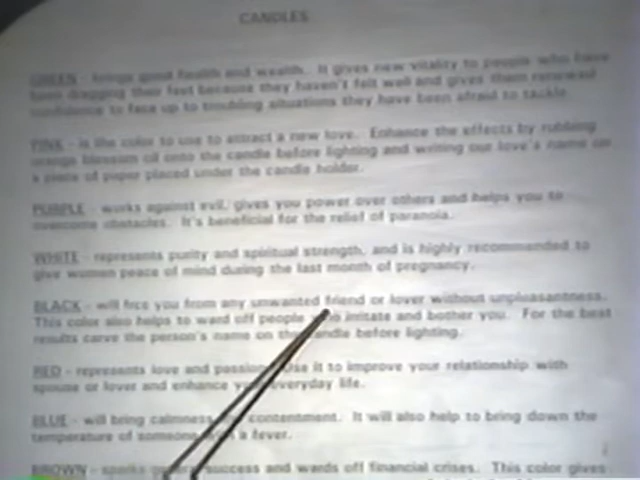 CANDLES
GREEN - brings good health and wealth. It gives new vitality to people who have
been dragging their feet because they haven't felt well and gives them renewed
confidence to face up to troubling situations they have been afraid to tackle.
PINK - is the color to use to attract a new love. Enhance the effects by rubbing
orange blossom oil onto the candle before lighting and writing our love's name on
a piece of paper placed under the candle holder.
PURPLE - works against evil, gives you power over others and helps you to
overcome obstacles. It's beneficial for the relief of paranoia.
WHITE - represents purity and spiritual strength, and is highly recommended to
give women peace of mind during the last month of pregnancy.
BLACK - will free you from any unwanted friend or lover without unpleasantness.
This color also helps to ward off people irritate and bother you. For the best
results carve the person's name on the candle before lighting.
RED - represents love and passion. Use it to improve your relationship with
spouse or lover and enhance everyday life.
BLUE - will bring calmness contentment. It will also help to bring down the
temperature of someone a fever.
BROWN - sparks success and wards off financial crises. This color gives